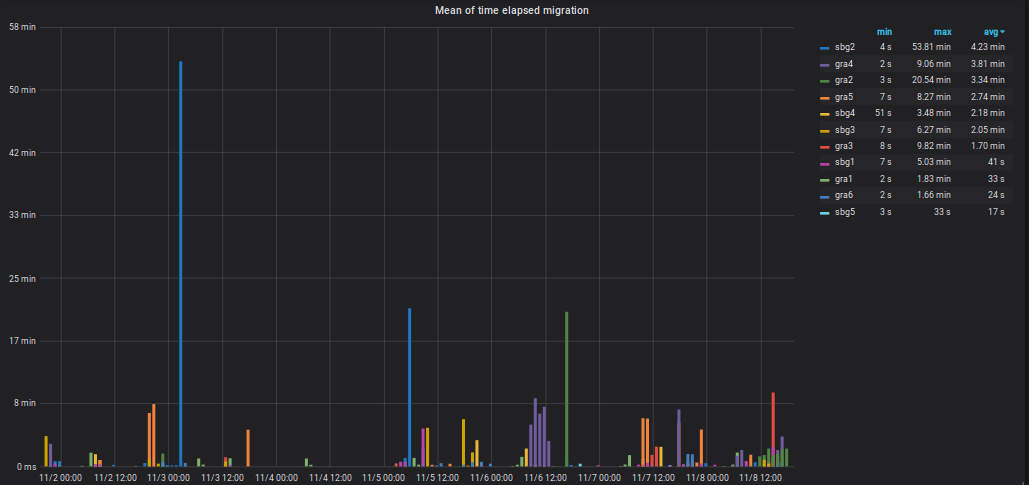 Mean of time elapsed migration
58 min
50 min
42 min
33 min
25 min
17 min
8 min
0 ms
11/2 00:00 11/2 12:00 11/3 00:00 11/3 12:00 11/4 00:00 11/4 12:00 11/5 00:00 11/5 12:00 11/6 00:00 11/6 12:00 11/7 00:00 11/7 12:00 11/8 00:00 11/8 12:00
min max avg
sbg2 4 s 53.81 min 4.23 min
gra4 2 s 9.06 min 3.81 min
gra2 3 s 20.54 min 3.34 min
gra5 7 s 8.27 min 2.74 min
sbg4 51 s 3.48 min 2.18 min
sbg3 7 s 6.27 min 2.05 min
gra3 8 s 9.82 min 1.70 min
sbg1 7 s 5.03 min 41 s
gra1 2 s 1.83 min 33 s
gra6 2 s 1.66 min 24 s
sbg5 3 s 33 s 17 s